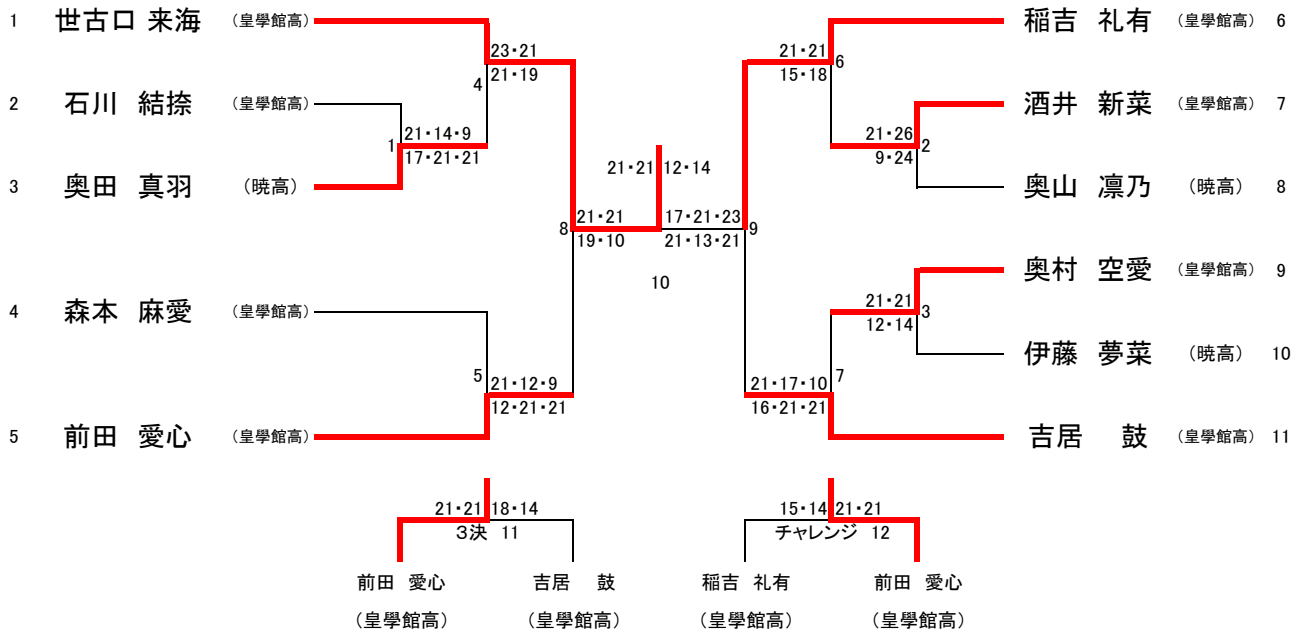 1 世古口 来海 (皇學館高)
2 石川 結捺 (皇學館高)
3 奥田 真羽 (暁高)
4 森本 麻愛 (皇學館高)
5 前田 愛心 (皇學館高)
23・21
21・19
4
21・14・9
17・21・21
1
21・21
19・10
8
21・12・9
12・21・21
5
21・21 12・14
10
17・21・23
21・13・21
9
21・21
15・18
6
21・26
9・24
2
21・21
12・14
3
21・17・10
16・21・21
7
稲吉 礼有 (皇學館高) 6
酒井 新菜 (皇學館高) 7
奥山 凛乃 (暁高) 8
奥村 空愛 (皇學館高) 9
伊藤 夢菜 (暁高) 10
吉居 鼓 (皇學館高) 11
21・21 18・14
3決 11
前田 愛心 吉居 鼓
(皇學館高) (皇學館高)
15・14 21・21
チャレンジ 12
稲吉 礼有 前田 愛心
(皇學館高) (皇學館高)